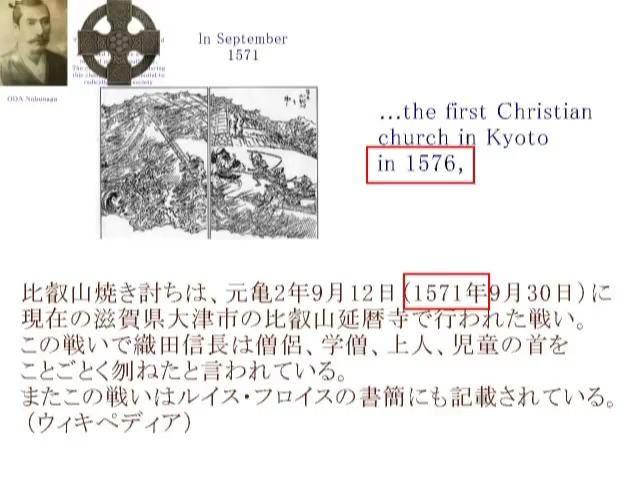 In September
1571
ODA Nobunaga
...the first Christian
church in Kyoto
in 1576,
比叡山焼き討ちは、元亀2年9月12日（1571年9月30日）に
現在の滋賀県大津市の比叡山延暦寺で行われた戦い。
この戦いで織田信長は僧侶、学僧、上人、児童の首を
ことごとく刎ねたと言われている。
またこの戦いはルイス・フロイスの書簡にも記載されている。
（ウィキペディア）